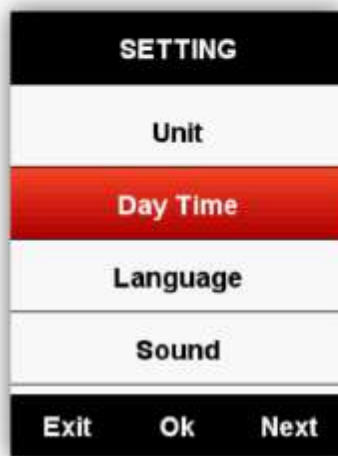 SETTING
Unit
Day Time
Language
Sound
Exit Ok Next